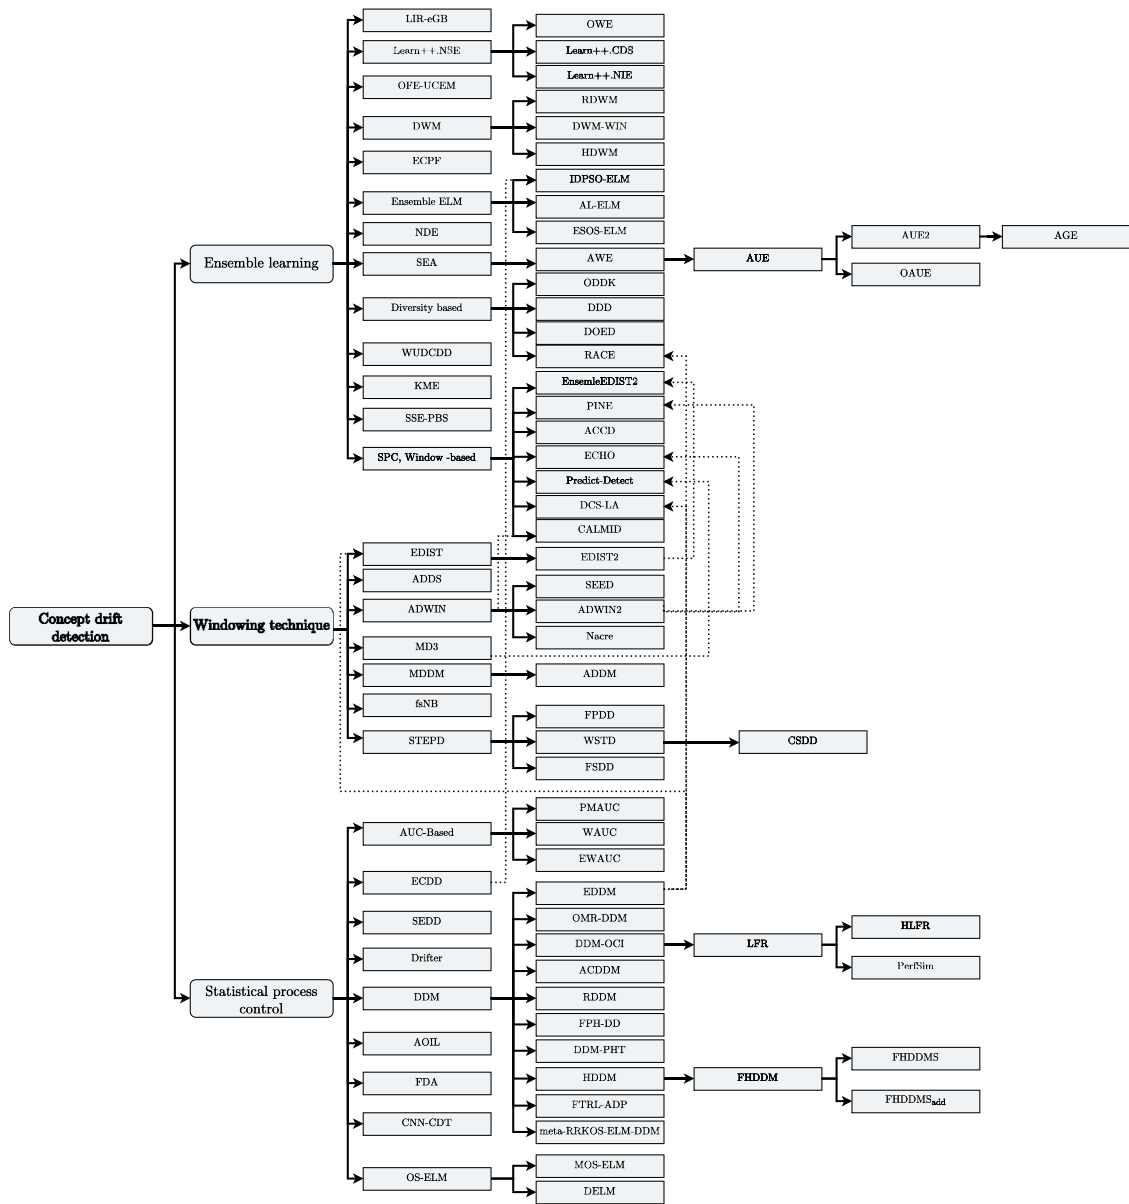 LIR-eGB
OWE
Learn++.NSE
Learn++.CDS
Learn++.NIE
OFE-UCEM
RDWM
DWM
DWM-WIN
HDWM
ECPF
IDPSO-ELM
Ensemble ELM
AL-ELM
ESOS-ELM
NDE
AUE2
AGE
Ensemble learning
SEA
AWE
AUE
OAUE
ODDK
Diversity based
DDD
DOED
WUDCDD
RACE
KME
EnsemleEDIST2
PINE
SSE-PBS
ACCD
SPC, Window -based
ECHO
Predict-Detect
DCS-LA
CALMID
EDIST
EDIST2
ADDS
SEED
ADWIN
ADWIN2
Concept drift
detection
Windowing technique
Nacre
MD3
MDDM
ADDM
fsNB
FPDD
STEPD
WSTD
CSDD
FSDD
PMAUC
AUC-Based
WAUC
EWAUC
ECDD
EDDM
SEDD
OMR-DDM
HLFR
DDM-OCI
LFR
Drifter
ACDDM
PerfSim
Statistical process
control
DDM
RDDM
FPH-DD
AOIL
DDM-PHT
FHDDMS
FDA
HDDM
FHDDM
FTRL-ADP
FHDDMSadd
CNN-CDT
meta-RRKOS-ELM-DDM
MOS-ELM
OS-ELM
DELM